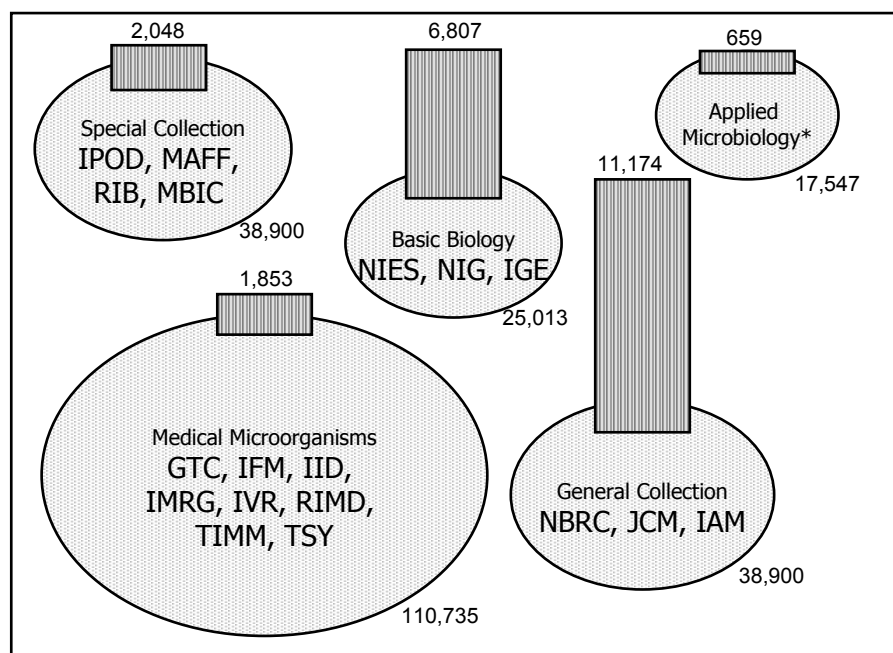 2,048
Special Collection
IPOD, MAFF,
RIB, MBIC
38,900
6,807
Basic Biology
NIES, NIG, IGE
25,013
659
Applied
Microbiology*
17,547
1,853
Medical Microorganisms
GTC, IFM, IID,
IMRG, IVR, RIMD,
TIMM, TSY
110,735
11,174
General Collection
NBRC, JCM, IAM
38,900